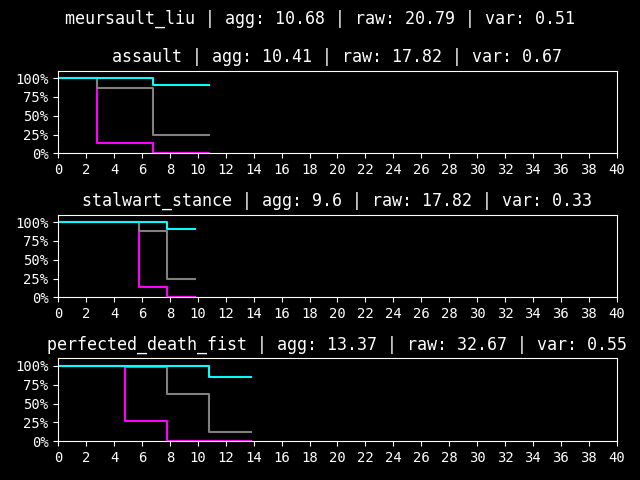 meursault_liu | agg: 10.68 | raw: 20.79 | var: 0.51
assault | agg: 10.41 | raw: 17.82 | var: 0.67
100%
75%
50%
25%
0%
0 2 4 6 8 10 12 14 16 18 20 22 24 26 28 30 32 34 36 38 40
stalwart_stance | agg: 9.6 | raw: 17.82 | var: 0.33
100%
75%
50%
25%
0%
0 2 4 6 8 10 12 14 16 18 20 22 24 26 28 30 32 34 36 38 40
perfected_death_fist | agg: 13.37 | raw: 32.67 | var: 0.55
100%
75%
50%
25%
0%
0 2 4 6 8 10 12 14 16 18 20 22 24 26 28 30 32 34 36 38 40